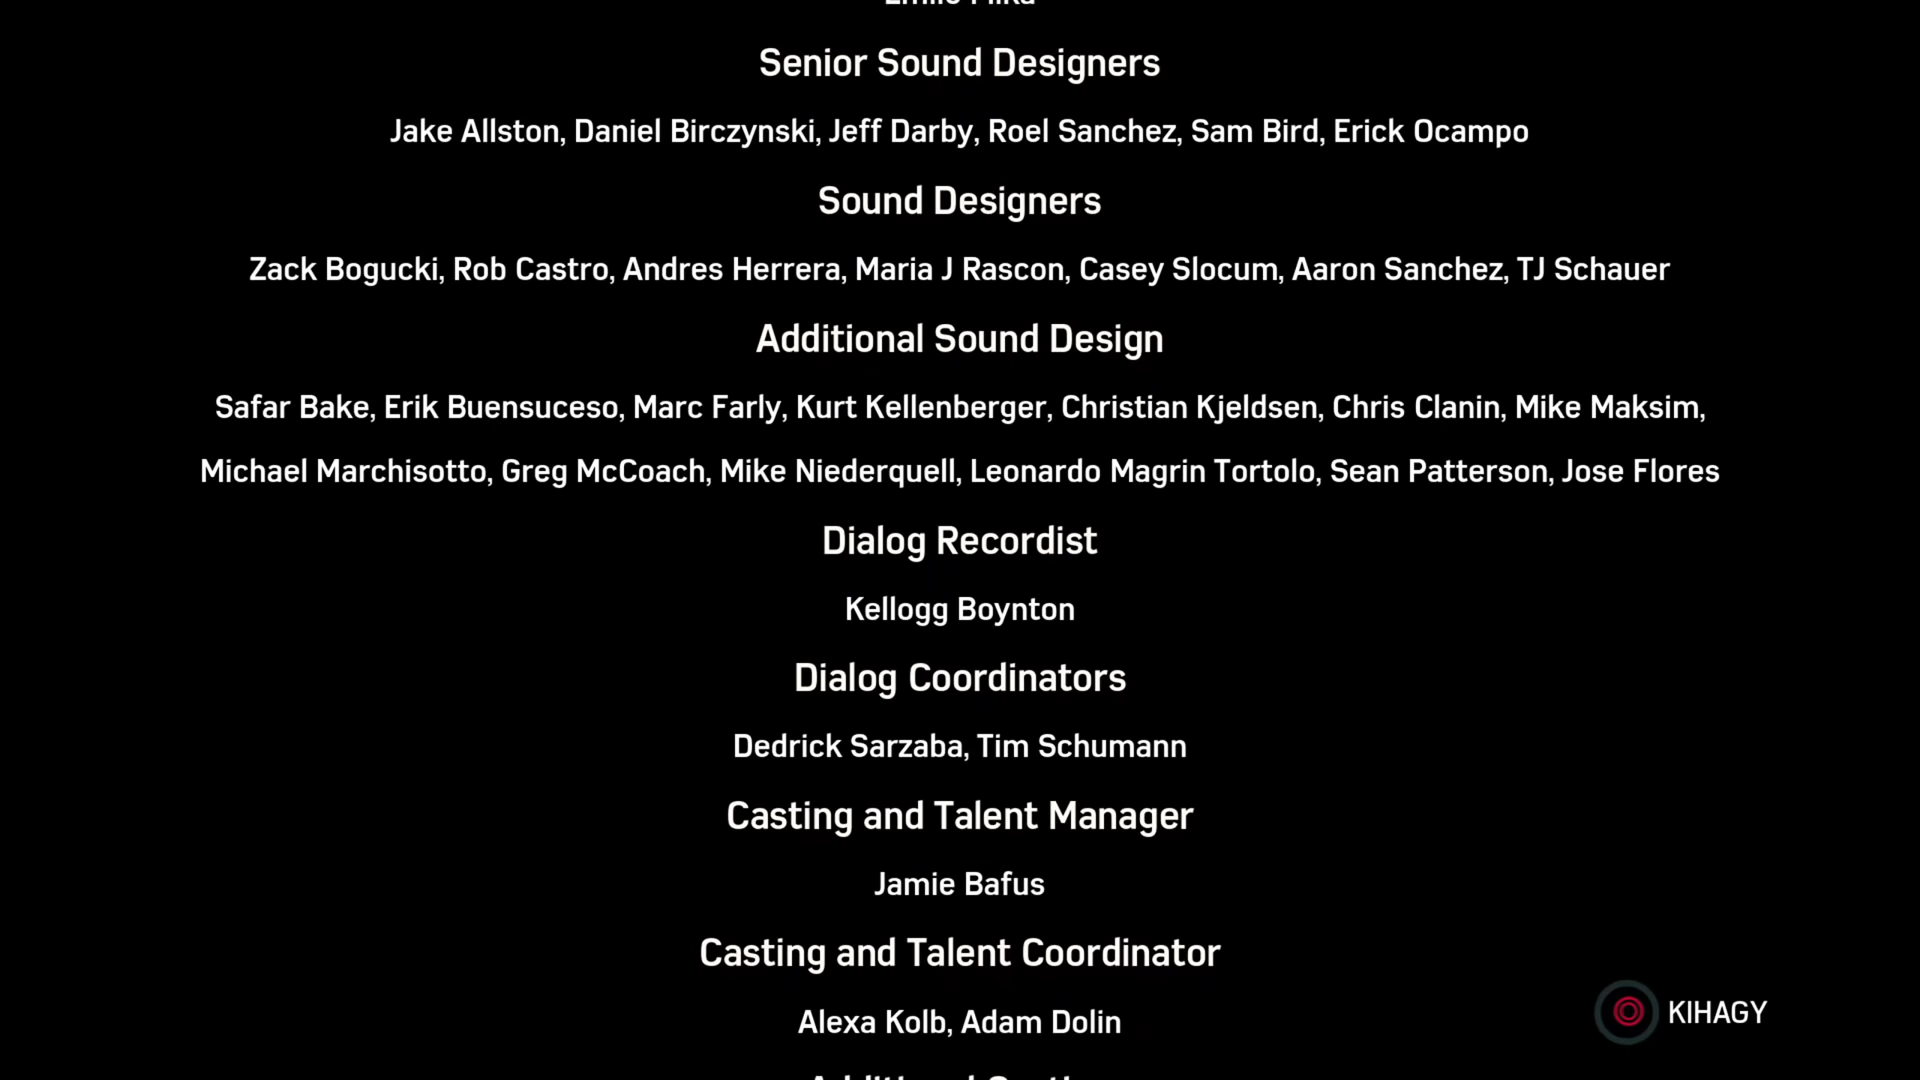 Senior Sound Designers
Jake Allston, Daniel Birczynski, Jeff Darby, Roel Sanchez, Sam Bird, Erick Ocampo
Sound Designers
Zack Bogucki, Rob Castro, Andres Herrera, Maria J Rascon, Casey Slocum, Aaron Sanchez, TJ Schauer
Additional Sound Design
Safar Bake, Erik Buensuceso, Marc Farly, Kurt Kellenberger, Christian Kjeldsen, Chris Clanin, Mike Maksim,
Michael Marchisotto, Greg McCoach, Mike Niederquell, Leonardo Magrin Tortolo, Sean Patterson, Jose Flores
Dialog Recordist
Kellogg Boynton
Dialog Coordinators
Dedrick Sarzaba, Tim Schumann
Casting and Talent Manager
Jamie Bafus
Casting and Talent Coordinator
Alexa Kolb, Adam Dolin
KIHAGY